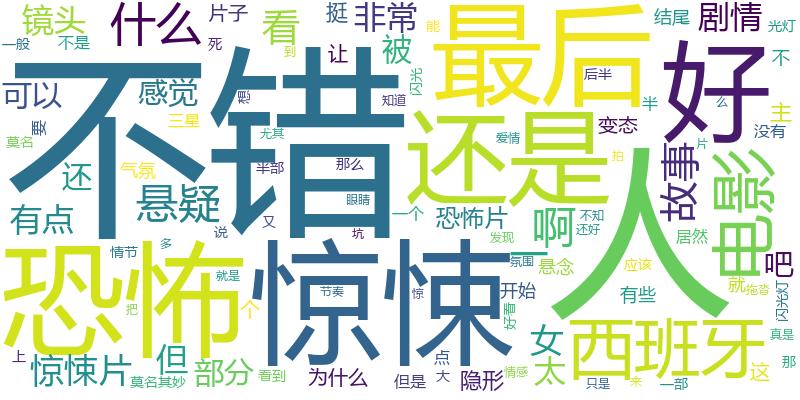 镜头
什么
片子
死
看
到
挺
让
非常
被
闪光
能
最后
后半
结尾
剧情
光灯
一般
不是
可以
要
感觉
想
知道
好
不
半
么
主
没有
不错
莫名
还
三星
气氛
尤其
半部
那么
眼睛
还是
爱情
变态
拍
片
故事
电影
有点
悬疑
说
又
坑
一个
恐怖片
发现
啊
不知
还好
人
居然
吧
恐怖
情节
多
就是
把
个
惊悚
节奏
惊
氛围
一
悬念
开始
好看
应该
有些
就
拖沓
闪光灯
上
惊悚片
但
莫名其妙
部分
看到
为什么
但是
点
大
隐形
情感
女
太
西班牙
只是
来
一部
这
那
真是